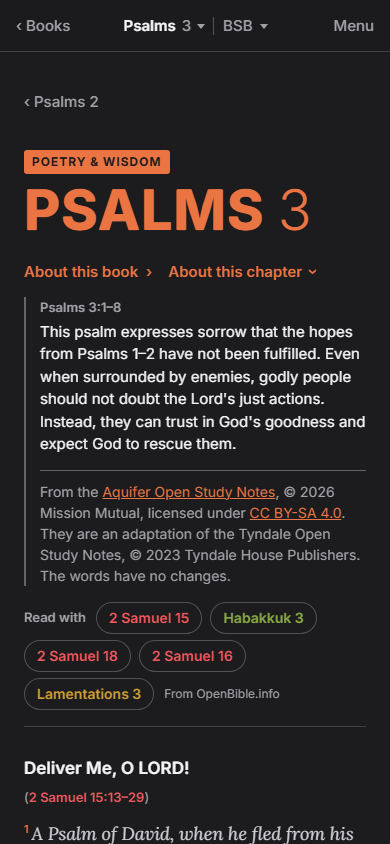 ‹ Books Psalms 3 BSB Menu
‹ Psalms 2
POETRY & WISDOM
PSALMS 3
About this book › About this chapter
Psalms 3:1–8
This psalm expresses sorrow that the hopes
from Psalms 1–2 have not been fulfilled. Even
when surrounded by enemies, godly people
should not doubt the Lord's just actions.
Instead, they can trust in God's goodness and
expect God to rescue them.
From the Aquifer Open Study Notes, © 2026
Mission Mutual, licensed under CC BY-SA 4.0.
They are an adaptation of the Tyndale Open
Study Notes, © 2023 Tyndale House Publishers.
The words have no changes.
Read with 2 Samuel 15 Habakkuk 3
2 Samuel 18 2 Samuel 16
Lamentations 3 From OpenBible.info
Deliver Me, O LORD!
(2 Samuel 15:13–29)
1 A Psalm of David, when he fled from his